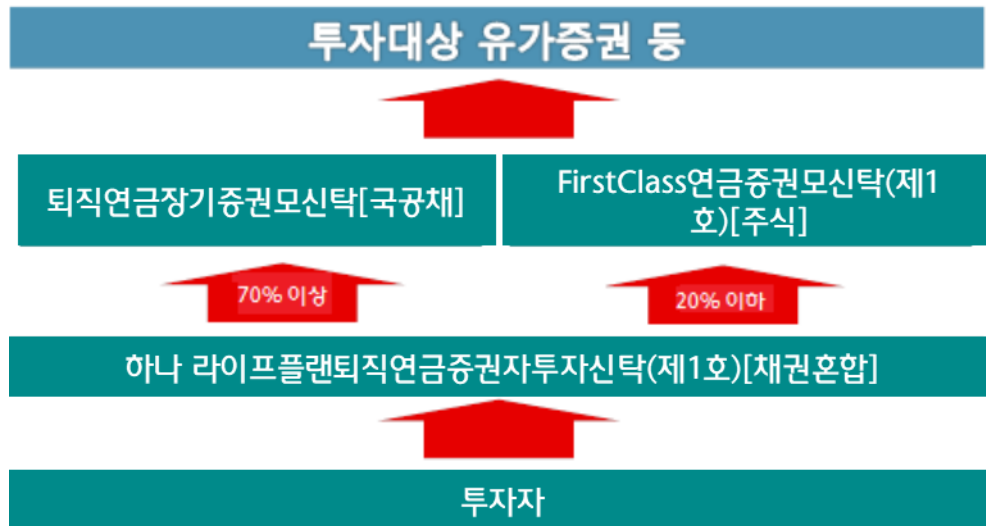 투자대상 유가증권 등
퇴직연금장기증권모신탁[국공채]
FirstClass연금증권모신탁(제1
호)[주식]
70% 이상
20% 이하
하나 라이프플랜퇴직연금증권자투자신탁(제1호)[채권혼합]
투자자